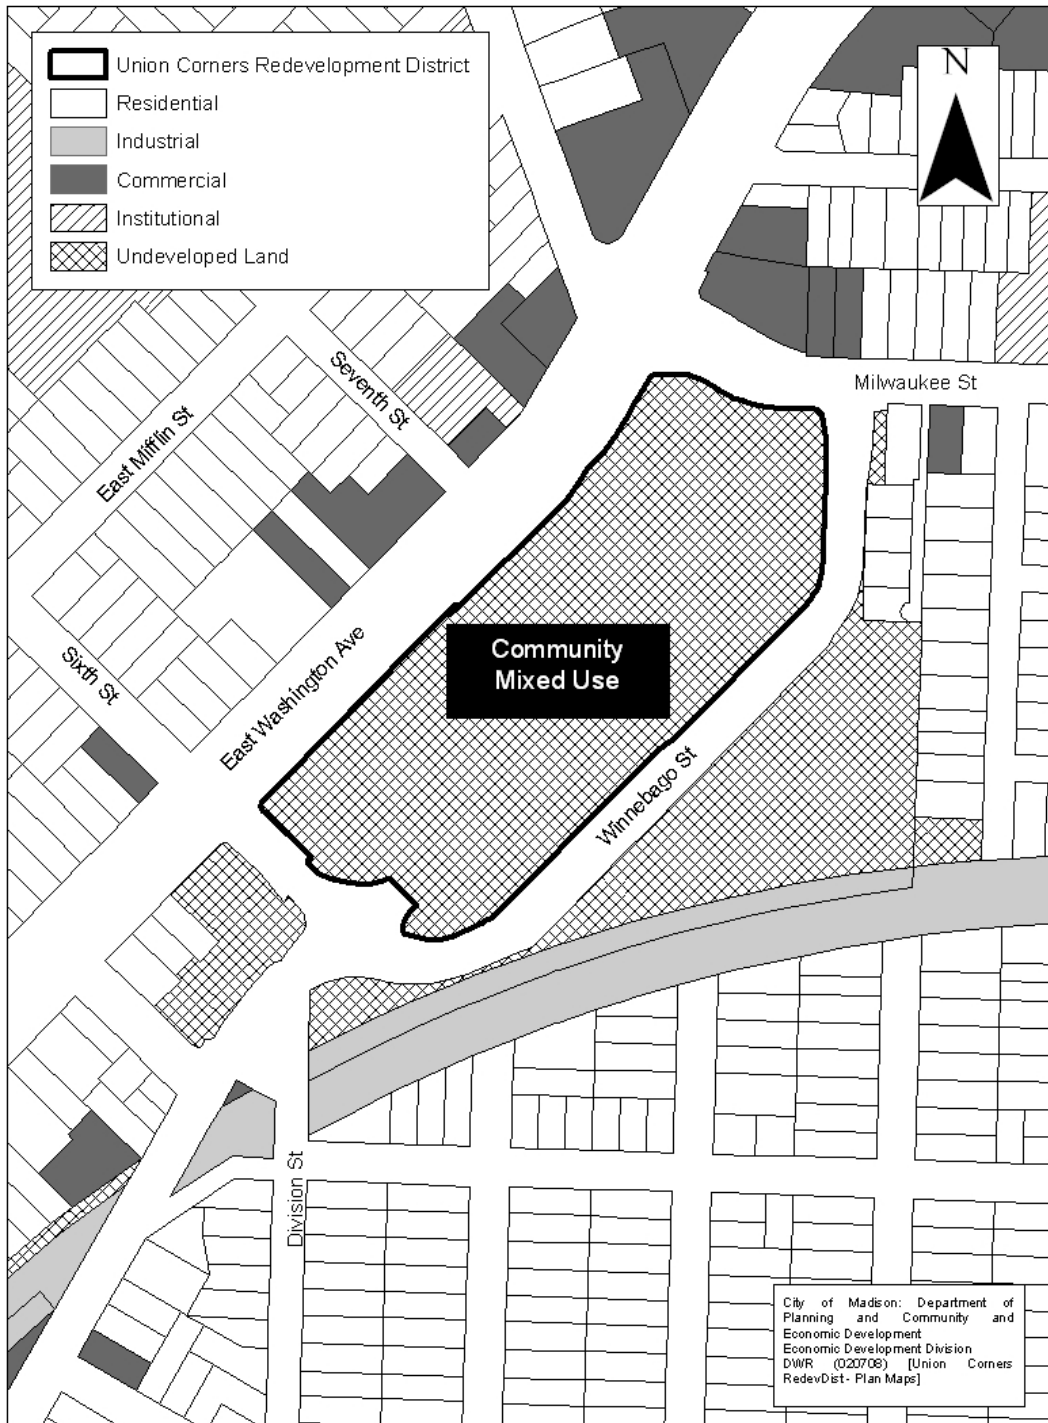 Union Corners Redevelopment District
Residential
Industrial
Commercial
Institutional
Undeveloped Land
N
Seventh St
Milwaukee St
East Mifflin St
Community
Mixed Use
Sixth St
East Washington Ave
Winnebago St
Division St
City of Madison: Department of
Planning and Community and
Economic Development
Economic Development Division
DWR (020708) [Union Corners
RedevDist - Plan Maps]